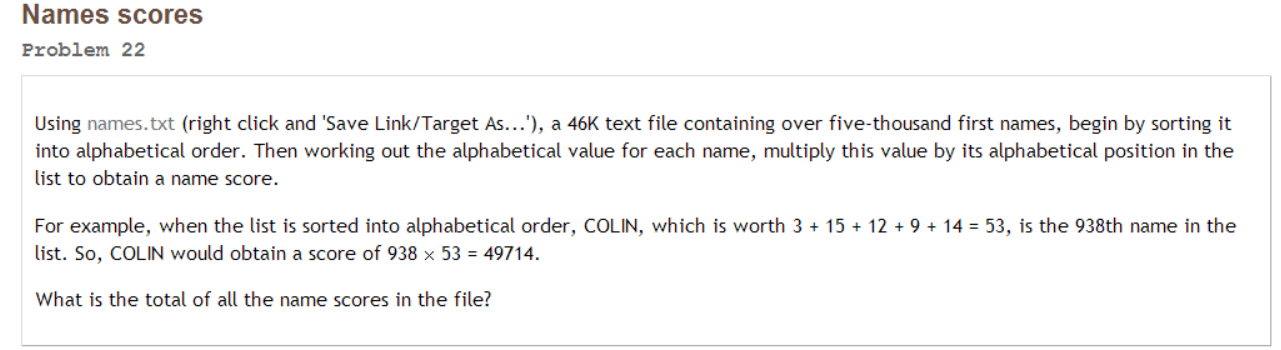 Names scores
Problem 22
Using names.txt (right click and 'Save Link/Target As...'), a 46K text file containing over five-thousand first names, begin by sorting it
into alphabetical order. Then working out the alphabetical value for each name, multiply this value by its alphabetical position in the
list to obtain a name score.
For example, when the list is sorted into alphabetical order, COLIN, which is worth 3 + 15 + 12 + 9 + 14 = 53, is the 938th name in the
list. So, COLIN would obtain a score of 938 × 53 = 49714.
What is the total of all the name scores in the file?